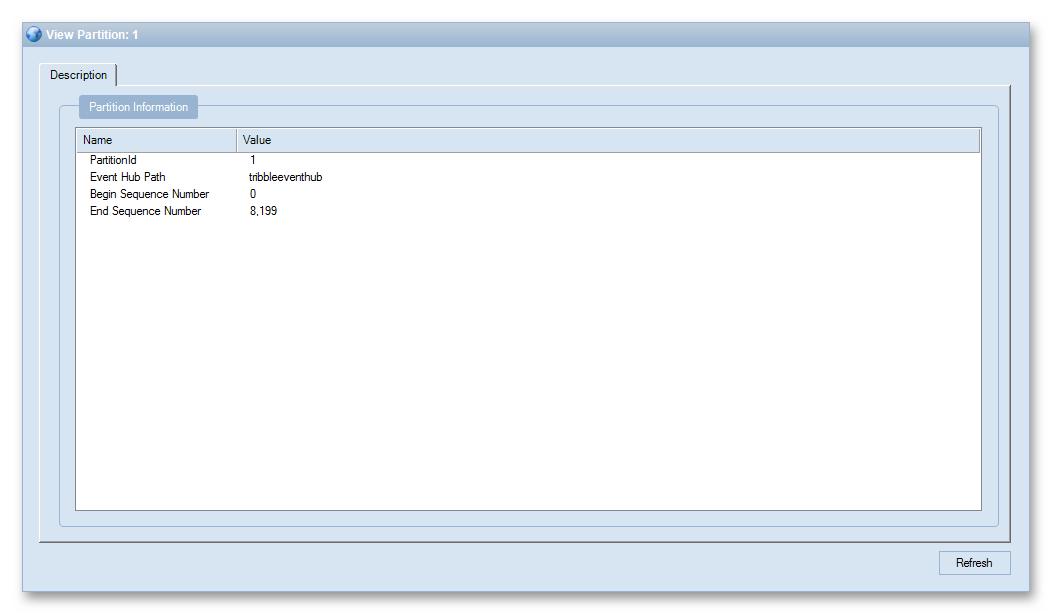 View Partition: 1
Description
Partition Information
Name Value
PartitionId 1
Event Hub Path tribbleeventhub
Begin Sequence Number 0
End Sequence Number 8,199
Refresh